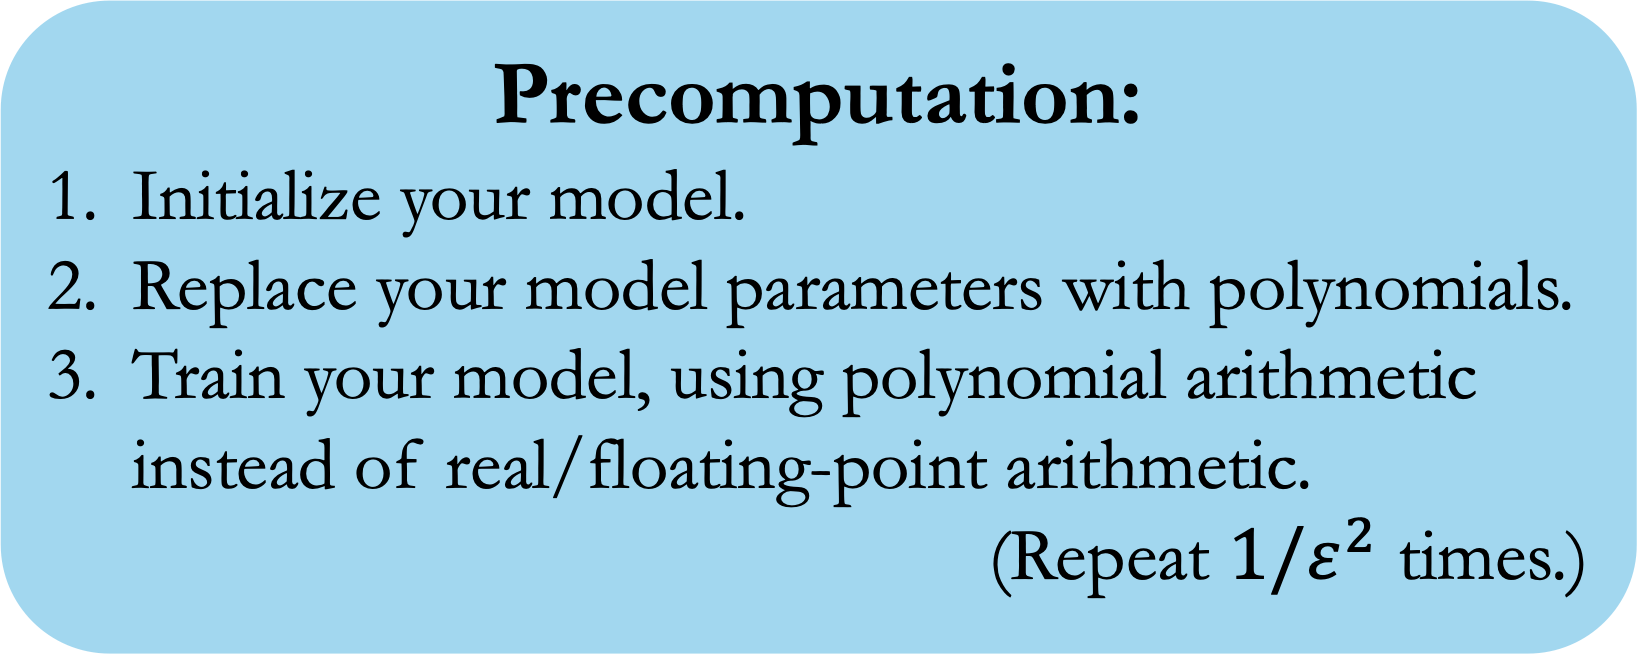 Precomputation:
1. Initialize your model.
2. Replace your model parameters with polynomials.
3. Train your model, using polynomial arithmetic
instead of real/floating-point arithmetic.
(Repeat 1/ε² times.)